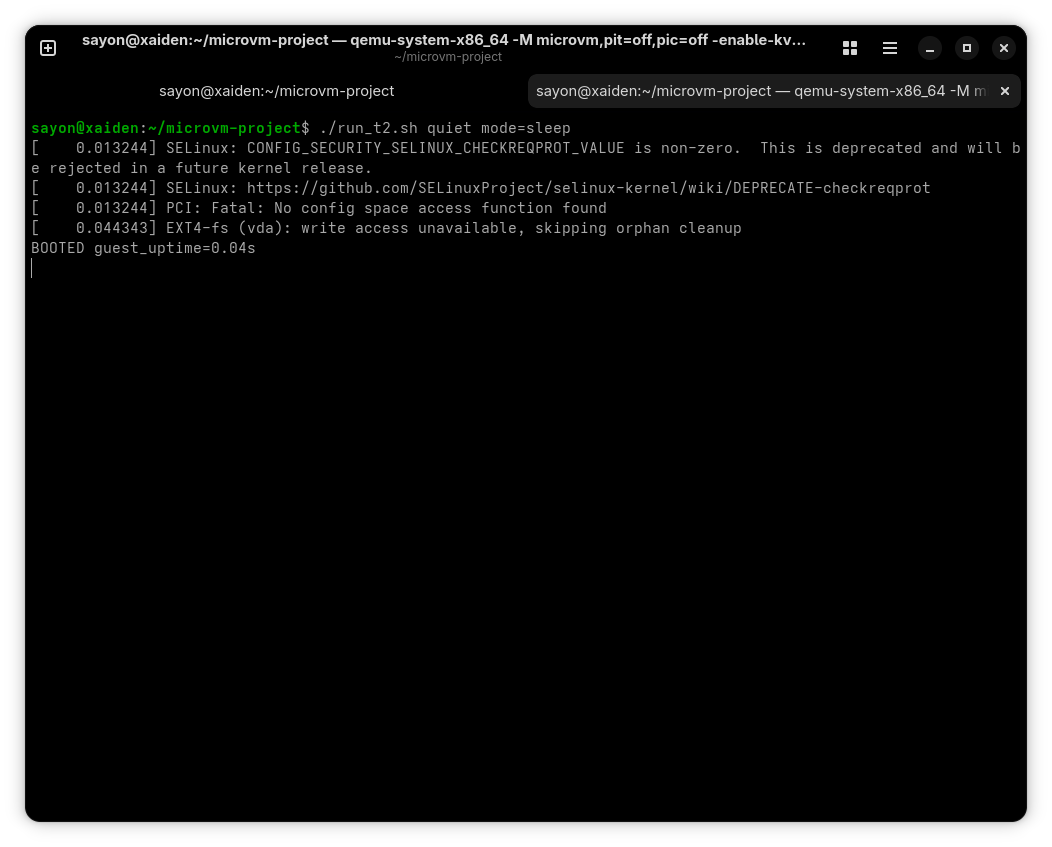 sayon@xaiden:~/microvm-project — qemu-system-x86_64 -M microvm,pit=off,pic=off -enable-kv…
~/microvm-project
sayon@xaiden:~/microvm-project
sayon@xaiden:~/microvm-project — qemu-system-x86_64 -M m
sayon@xaiden:~/microvm-project$ ./run_t2.sh quiet mode=sleep
[    0.013244] SELinux: CONFIG_SECURITY_SELINUX_CHECKREQPROT_VALUE is non-zero.  This is deprecated and will b
e rejected in a future kernel release.
[    0.013244] SELinux: https://github.com/SELinuxProject/selinux-kernel/wiki/DEPRECATE-checkreqprot
[    0.013244] PCI: Fatal: No config space access function found
[    0.044343] EXT4-fs (vda): write access unavailable, skipping orphan cleanup
BOOTED guest_uptime=0.04s